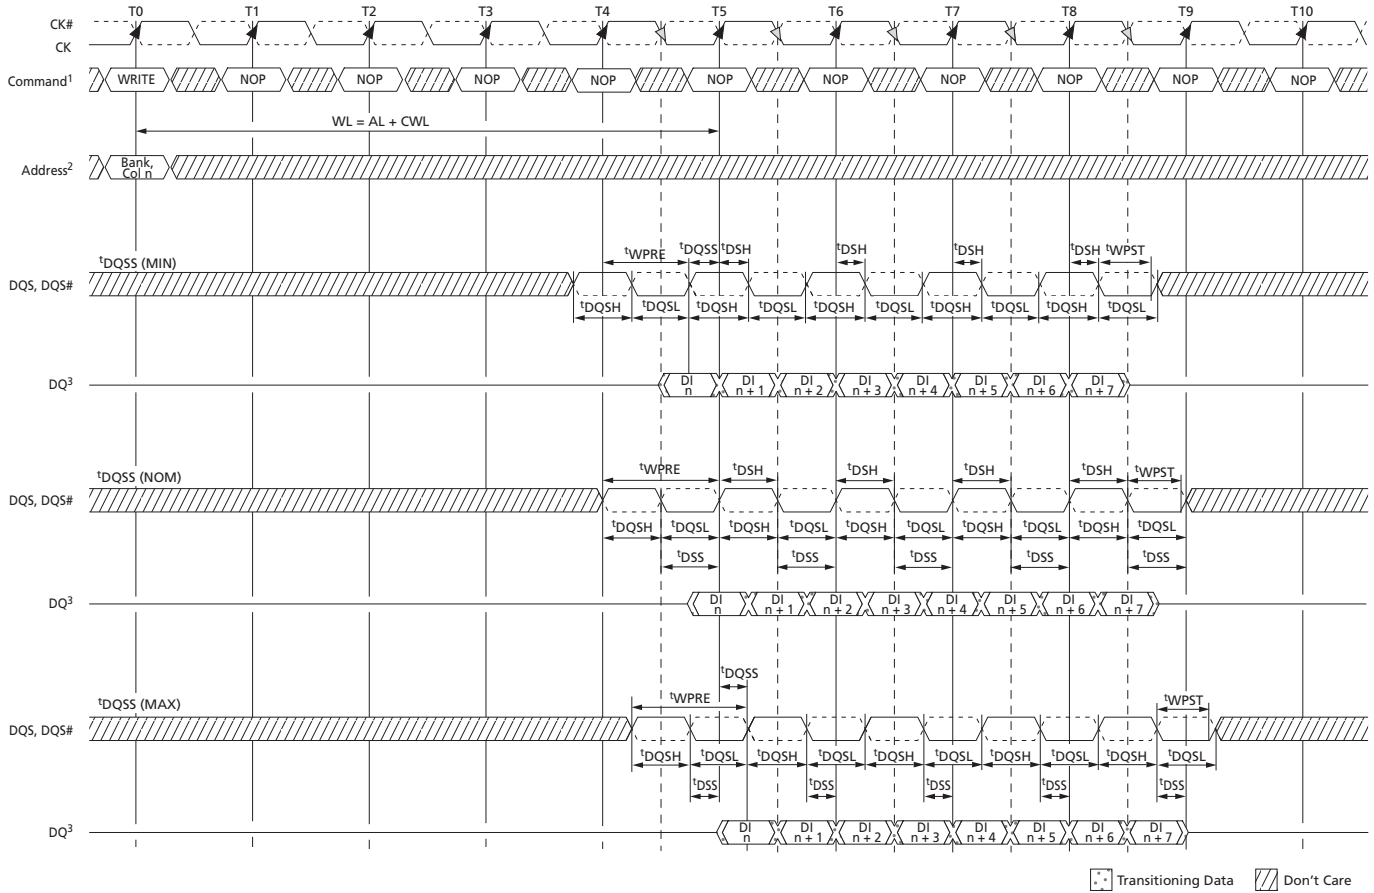 T0 T1 T2 T3 T4 T5 T6 T7 T8 T9 T10
CK#
CK
Command1 WRITE NOP NOP NOP NOP NOP NOP NOP NOP NOP NOP
WL = AL + CWL
Address2 Bank,
Col n
tDQSS (MIN) tWPRE tDQSS tDSH tDSH tDSH tDSH tWPST
DQS, DQS#
tDQSH tDQSL tDQSH tDQSL tDQSH tDQSL tDQSH tDQSL tDQSH tDQSL
DQ3 DI DI DI DI DI DI DI DI
n n + 1 n + 2 n + 3 n + 4 n + 5 n + 6 n + 7
tDQSS (NOM) tWPRE tDSH tDSH tDSH tDSH tWPST
DQS, DQS#
tDQSH tDQSL tDQSH tDQSL tDQSH tDQSL tDQSH tDQSL tDQSH tDQSL
tDSS tDSS tDSS tDSS tDSS
DQ3 DI DI DI DI DI DI DI DI
n n + 1 n + 2 n + 3 n + 4 n + 5 n + 6 n + 7
tDQSS
tDQSS (MAX) tWPRE tWPST
DQS, DQS#
tDQSH tDQSL tDQSH tDQSL tDQSH tDQSL tDQSH tDQSL tDQSH tDQSL
tDSS tDSS tDSS tDSS tDSS
DQ3 DI DI DI DI DI DI DI DI
n n + 1 n + 2 n + 3 n + 4 n + 5 n + 6 n + 7
Transitioning Data Don't Care